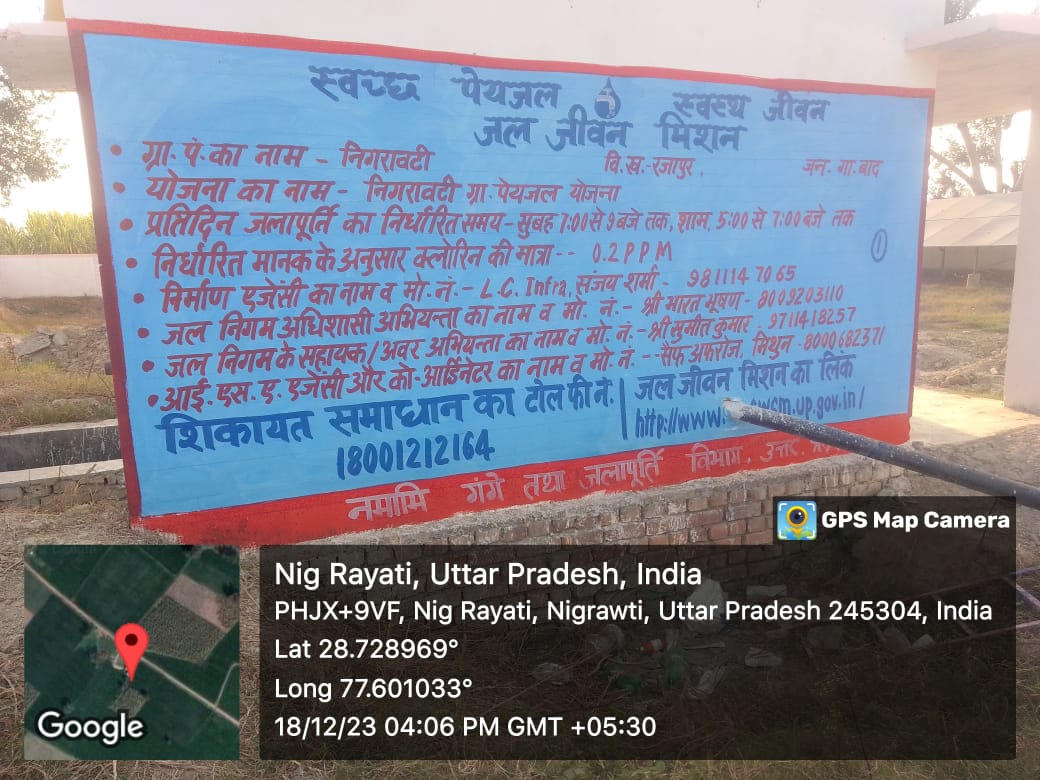 स्वच्छ पेयजल स्वस्थ जीवन
जल जीवन मिशन
• ग्रा. पं. का नाम - निगरावटी वि.ख.-रजापुर. जन. गा. बाद
• योजना का नाम - निगरावटी ग्रा. पेयजल योजना
• प्रतिदिन जलापूर्ति का निर्धारित समय - सुबह 7:00 से 9 बजे तक, शाम, 5:00 से 7:00 बजे तक
• निर्धारित मानक के अनुसार क्लोरिन की मात्रा -- 0.2 PPM
1
• निर्माण एजेंसी का नाम व मो. नं. - L.C. Infra, संजय शर्मा - 9811147065
• जल निगम अधिशासी अभियन्ता का नाम व मो. नं. - श्री भारत भूषण - 8009203110
• जल निगम के सहायक/अवर अभियन्ता का नाम व मो. नं. - श्री सुमीत कुमार - 9711418257
• आई. एस. ए. एजेंसी और को-आर्डिनेटर का नाम व मो. नं. -- सैफ अफरोज, मिथुन - 8000682371
शिकायत समाधान का टोल फ्री नं.
18001212164
जल जीवन मिशन का लिंक
http://www. up.gov.in/
नमामि गंगे तथा जलापूर्ति विभाग, उत्तर
GPS Map Camera
Nig Rayati, Uttar Pradesh, India
PHJX+9VF, Nig Rayati, Nigrawti, Uttar Pradesh 245304, India
Lat 28.728969°
Long 77.601033°
18/12/23 04:06 PM GMT +05:30
Google